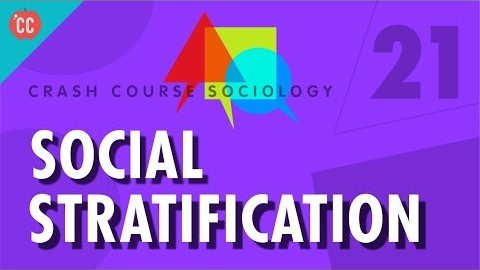 CC
CRASH COURSE SOCIOLOGY
21
SOCIAL
STRATIFICATION